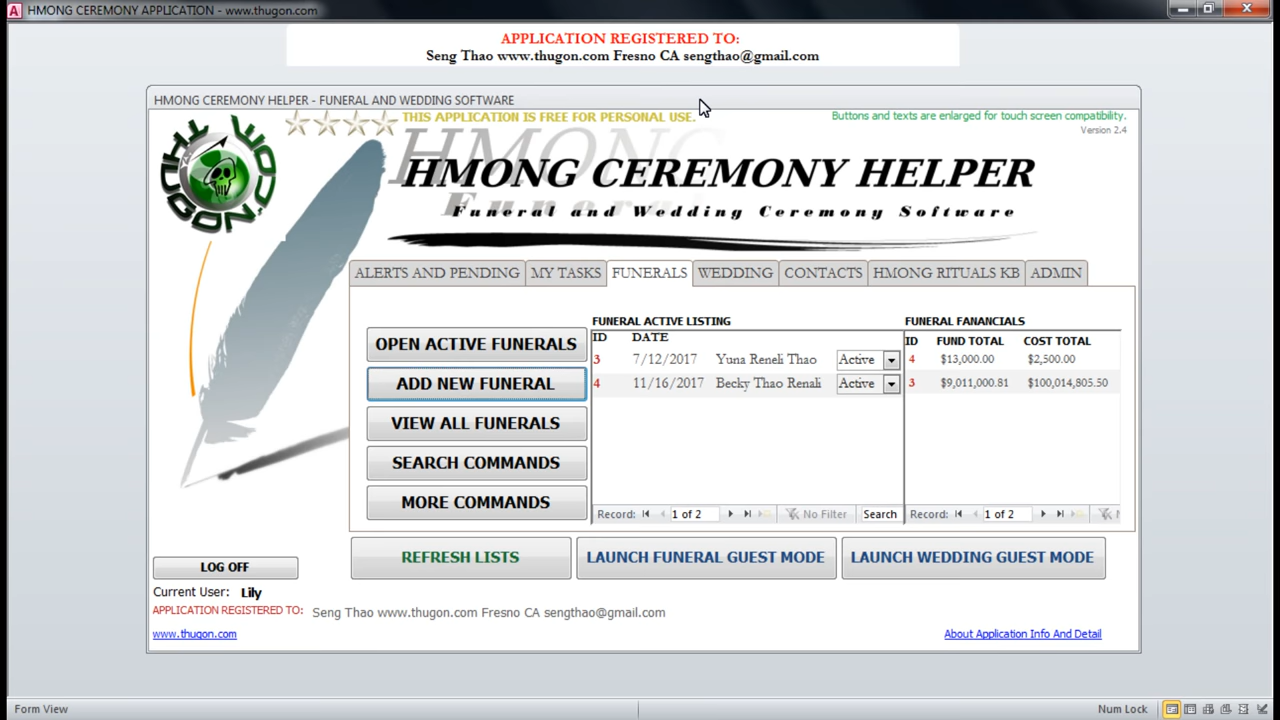 HMONG CEREMONY APPLICATION - www.thugon.com
APPLICATION REGISTERED TO:
Seng Thao www.thugon.com Fresno CA sengthao@gmail.com
HMONG CEREMONY HELPER - FUNERAL AND WEDDING SOFTWARE
THIS APPLICATION IS FREE FOR PERSONAL USE.
Buttons and texts are enlarged for touch screen compatibility.
Version 2.4
THUGON.COM
HMONG
HMONG CEREMONY HELPER
Funeral
Funeral and Wedding Ceremony Software
ALERTS AND PENDING MY TASKS FUNERALS WEDDING CONTACTS HMONG RITUALS KB ADMIN
OPEN ACTIVE FUNERALS
ADD NEW FUNERAL
VIEW ALL FUNERALS
SEARCH COMMANDS
MORE COMMANDS
FUNERAL ACTIVE LISTING
ID DATE
3 7/12/2017 Yuna Reneli Thao Active
4 11/16/2017 Becky Thao Renali Active
Record: 1 of 2 No Filter Search
FUNERAL FANANCIALS
ID FUND TOTAL COST TOTAL
4 $13,000.00 $2,500.00
3 $9,011,000.81 $100,014,805.50
Record: 1 of 2
REFRESH LISTS LAUNCH FUNERAL GUEST MODE LAUNCH WEDDING GUEST MODE
LOG OFF
Current User: Lily
APPLICATION REGISTERED TO: Seng Thao www.thugon.com Fresno CA sengthao@gmail.com
www.thugon.com About Application Info And Detail
Form View Num Lock